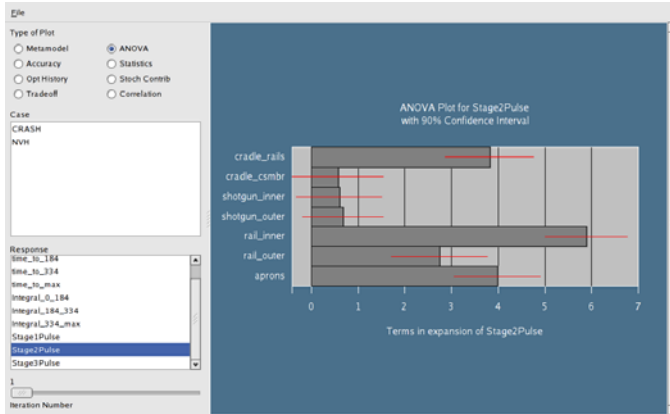 File
Type of Plot
Metamodel
ANOVA
Accuracy
Statistics
Opt History
Stoch Contrib
Tradeoff
Correlation
Case
CRASH
NVH
Response
time_to_184
time_to_334
time_to_max
Integral_0_184
Integral_184_334
Integral_334_max
Stage1Pulse
Stage2Pulse
Stage3Pulse
1
Iteration Number
ANOVA Plot for Stage2Pulse
with 90% Confidence Interval
cradle_rails
cradle_csmbr
shotgun_inner
shotgun_outer
rail_inner
rail_outer
aprons
0 1 2 3 4 5 6 7
Terms in expansion of Stage2Pulse